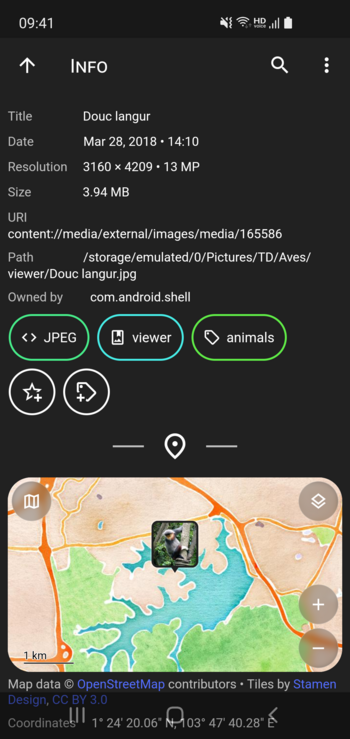 09:41
HD
VOICE
INFO
Title Douc langur
Date Mar 28, 2018 • 14:10
Resolution 3160 × 4209 • 13 MP
Size 3.94 MB
URI
content://media/external/images/media/165586
Path /storage/emulated/0/Pictures/TD/Aves/
viewer/Douc langur.jpg
Owned by com.android.shell
JPEG viewer animals
1 km
Map data © OpenStreetMap contributors • Tiles by Stamen
Design, CC BY 3.0
Coordinates 1° 24′ 20.06″ N, 103° 47′ 40.28″ E